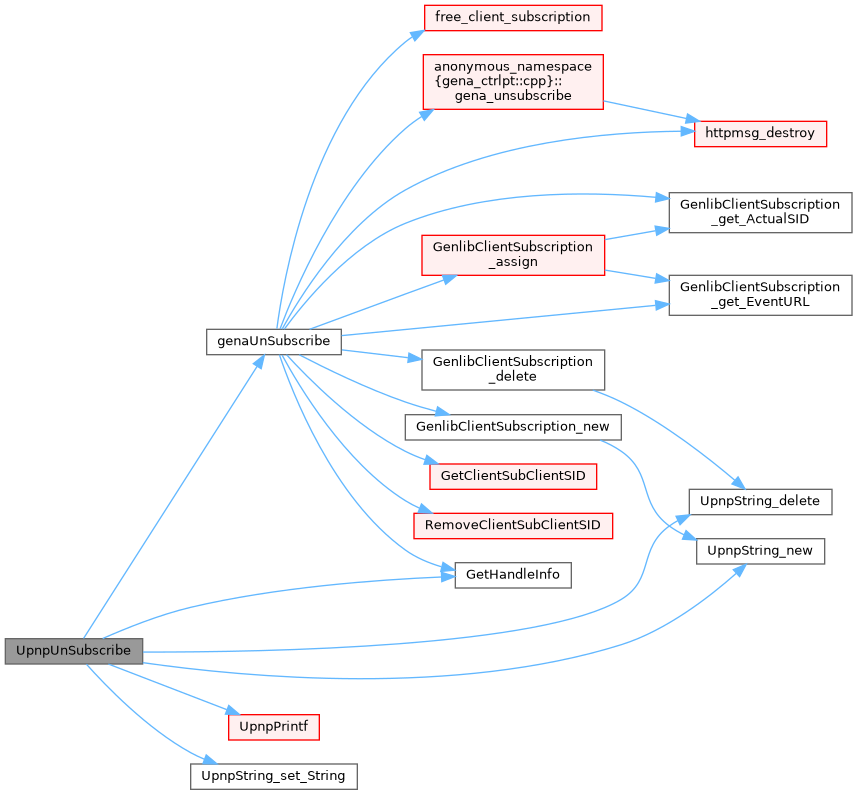 free_client_subscription
anonymous_namespace
{gena_ctrlpt::cpp}::
gena_unsubscribe
httpmsg_destroy
GenlibClientSubscription
_get_ActualSID
GenlibClientSubscription
_assign
GenlibClientSubscription
_get_EventURL
genaUnSubscribe
GenlibClientSubscription
_delete
GenlibClientSubscription_new
GetClientSubClientSID
UpnpString_delete
RemoveClientSubClientSID
UpnpString_new
GetHandleInfo
UpnpUnSubscribe
UpnpPrintf
UpnpString_set_String